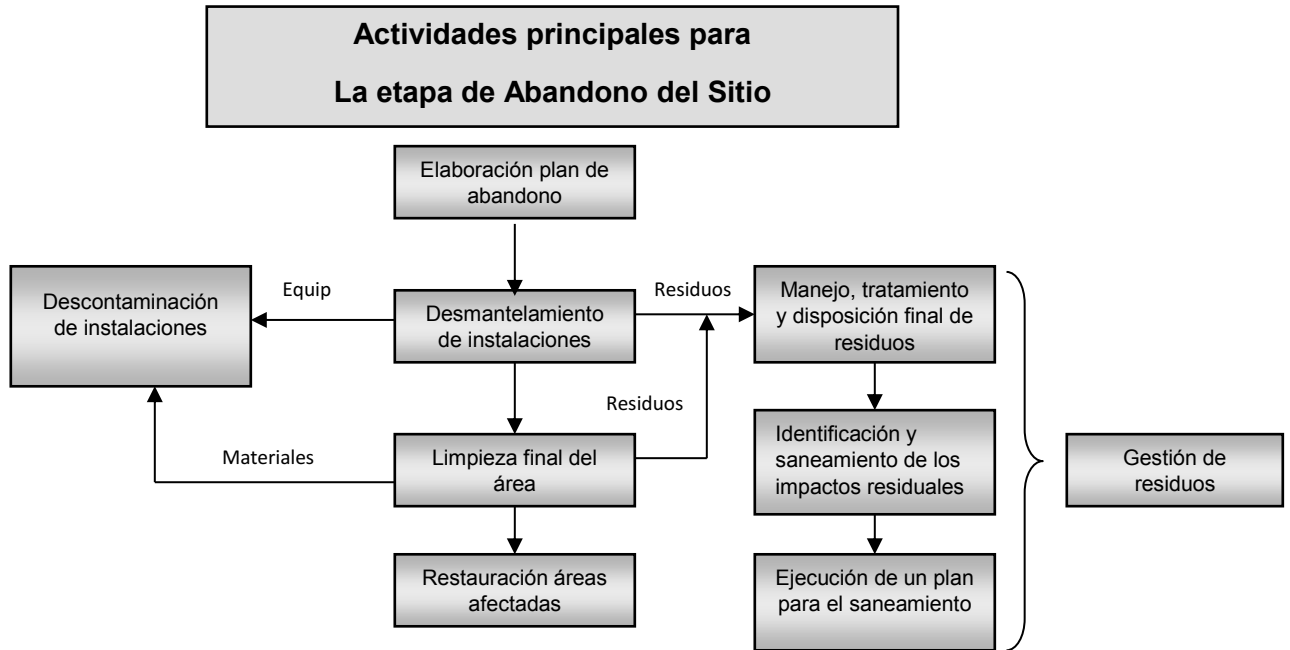 Actividades principales para
La etapa de Abandono del Sitio
Elaboración plan de
abandono
Descontaminación
de instalaciones
Equip
Desmantelamiento
de instalaciones
Residuos
Manejo, tratamiento
y disposición final de
residuos
Residuos
Materiales
Limpieza final del
área
Identificación y
saneamiento de los
impactos residuales
Gestión de
residuos
Restauración áreas
afectadas
Ejecución de un plan
para el saneamiento